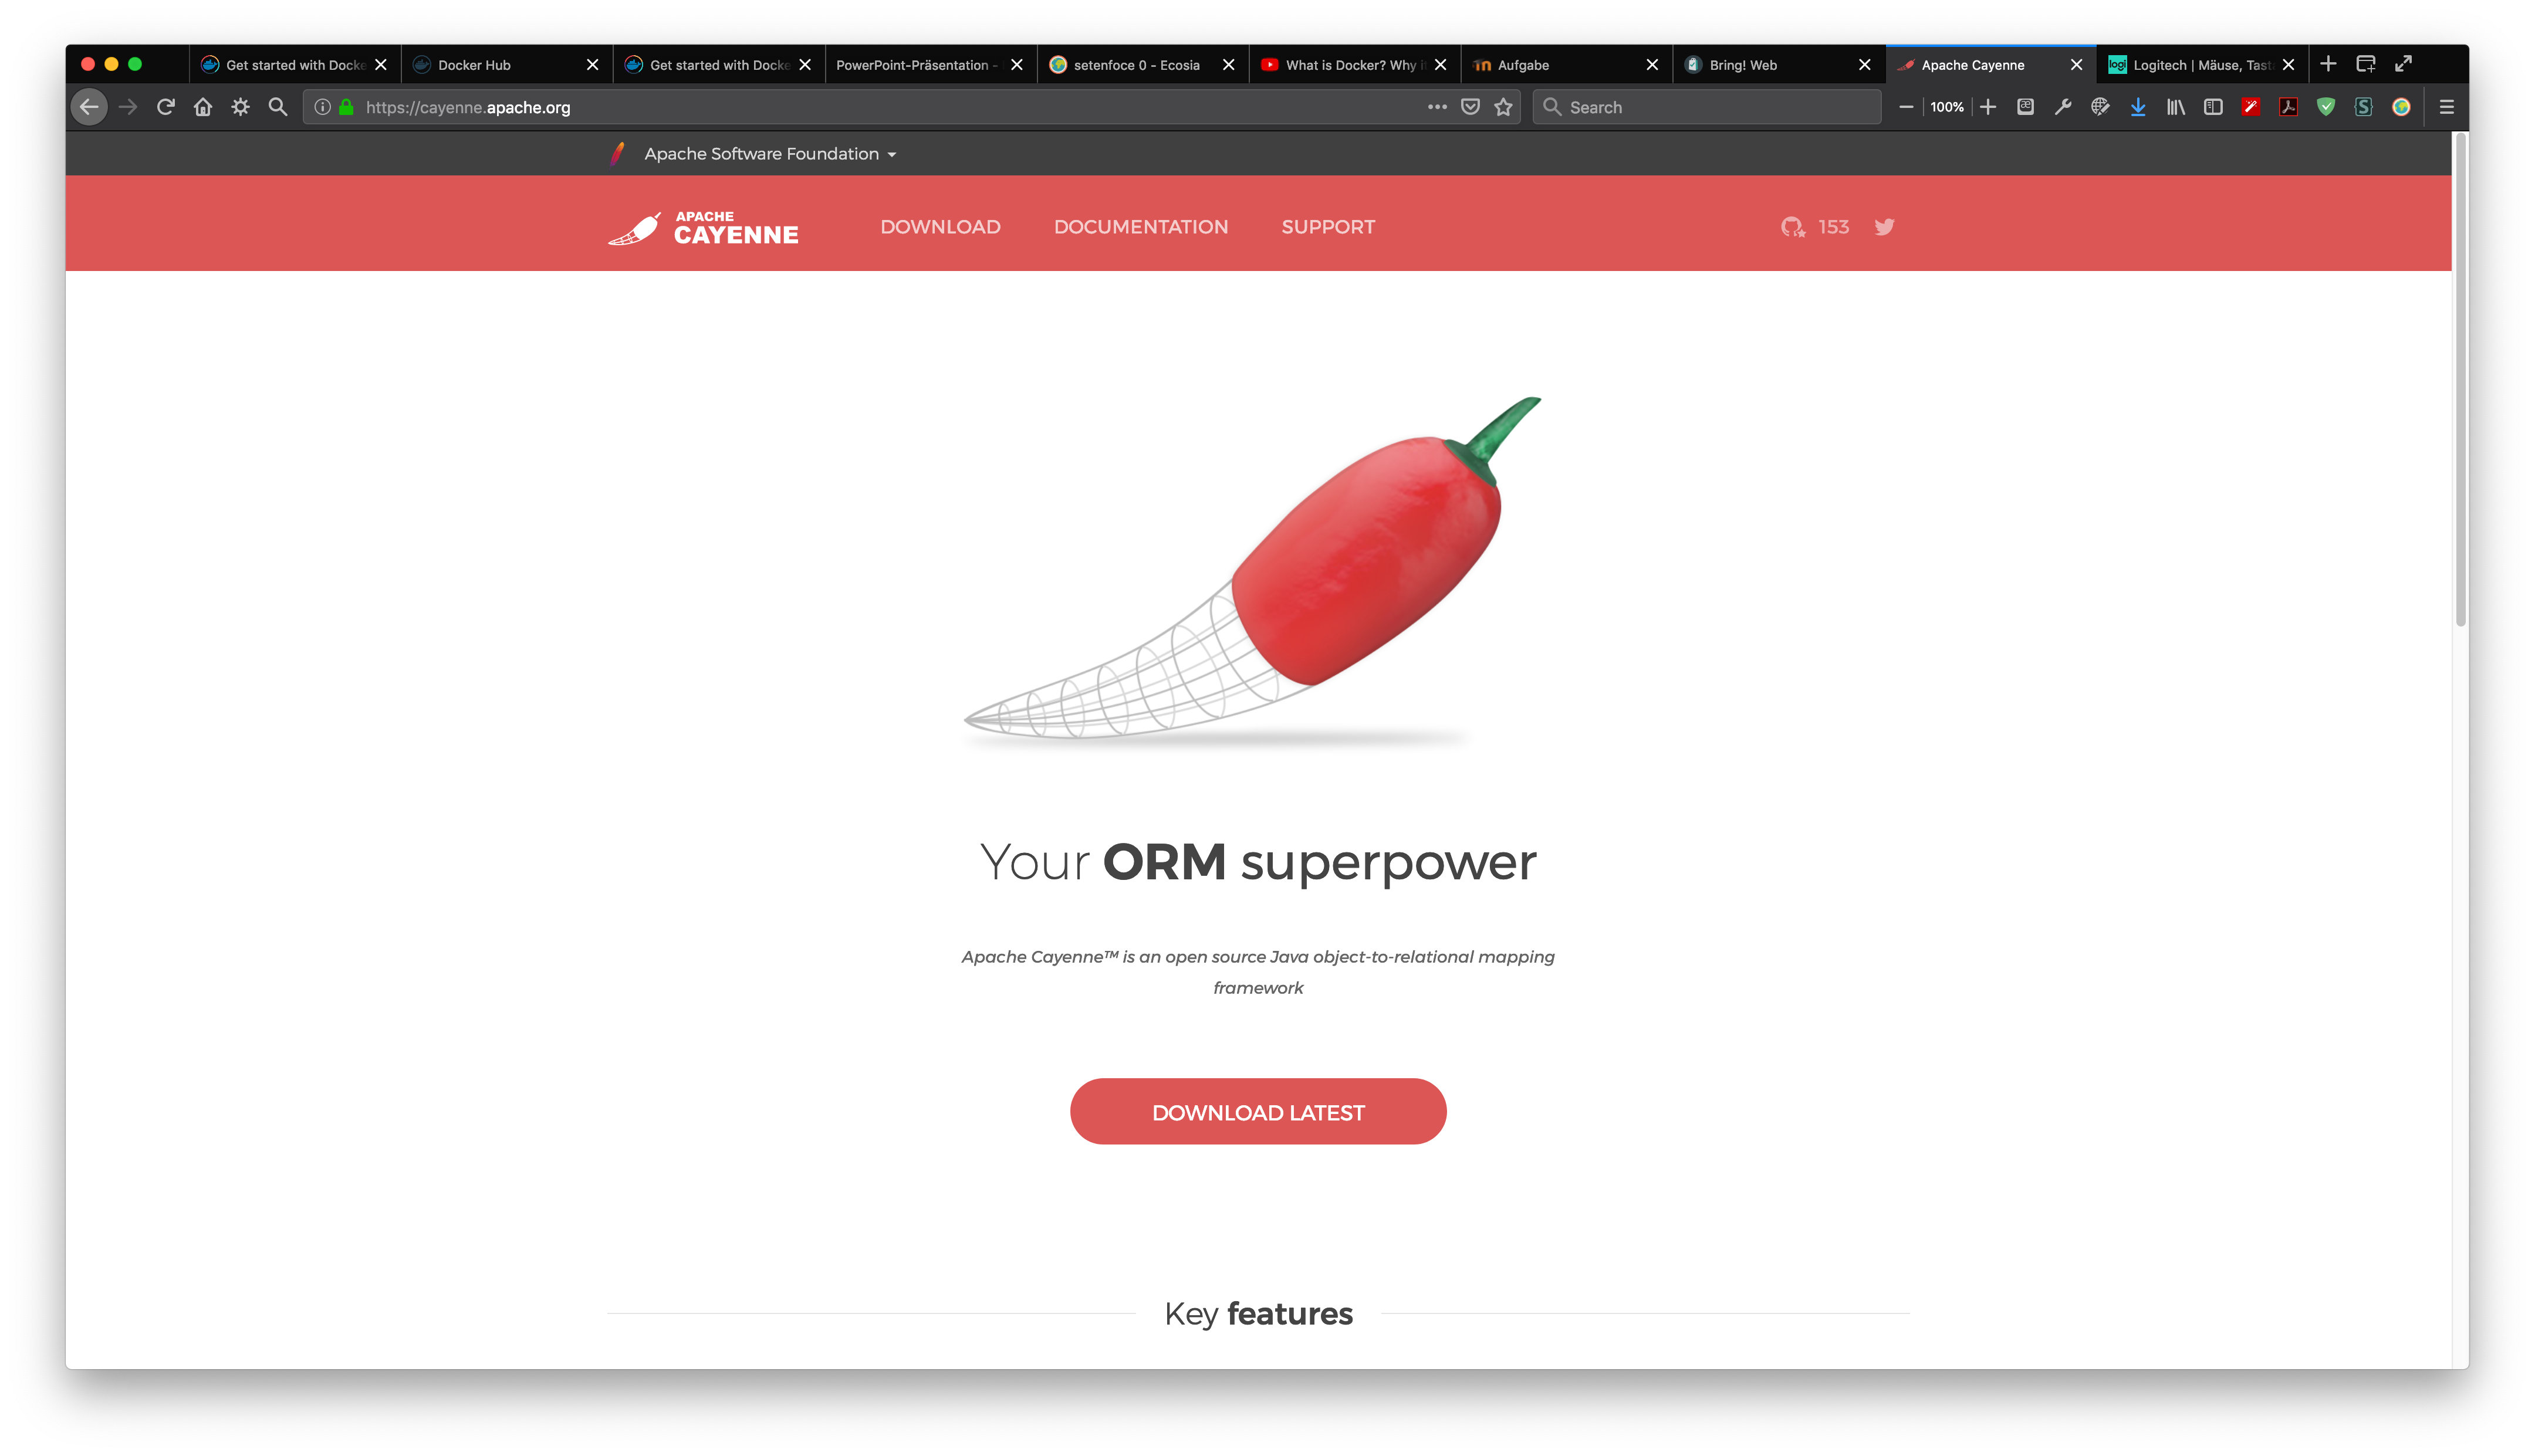 Get started with Docke
Docker Hub
Get started with Docke
PowerPoint-Präsentation -
setenfoce 0 - Ecosia
What is Docker? Why i
Aufgabe
Bring! Web
Apache Cayenne
logi
Logitech | Mäuse, Tast
https://cayenne.apache.org
Search
100%
Apache Software Foundation
APACHE
CAYENNE
DOWNLOAD
DOCUMENTATION
SUPPORT
153
Your ORM superpower
Apache Cayenne™ is an open source Java object-to-relational mapping
framework
DOWNLOAD LATEST
Key features